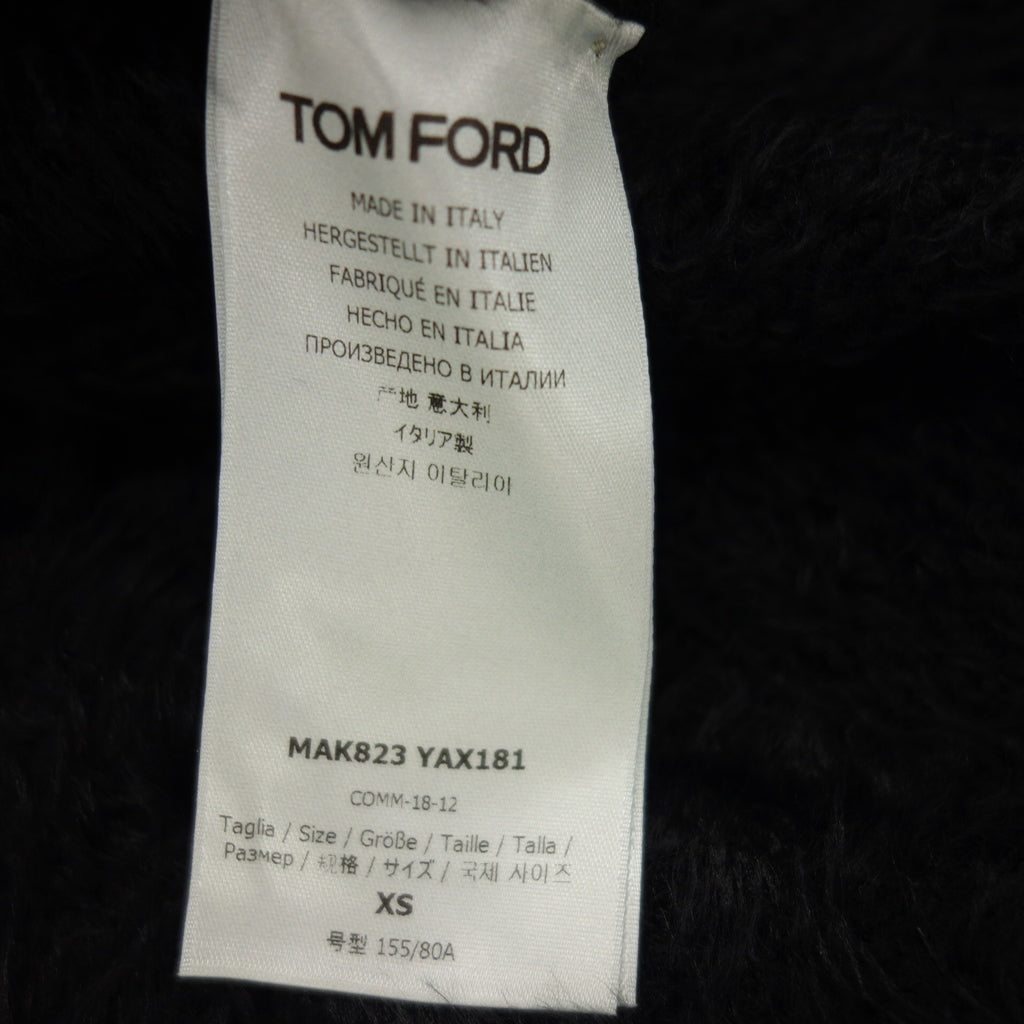 TOM FORD
MADE IN ITALY
HERGESTELLT IN ITALIEN
FABRIQUÉ EN ITALIE
HECHO EN ITALIA
ПРОИЗВЕДЕНО В ИТАЛИИ
产地 意大利
イタリア製
원산지 이탈리아
MAK823 YAX181
COMM-18-12
Taglia / Size / Größe / Taille / Talla /
Размер / 规格 / サイズ / 국제 사이즈
XS
号型 155/80A